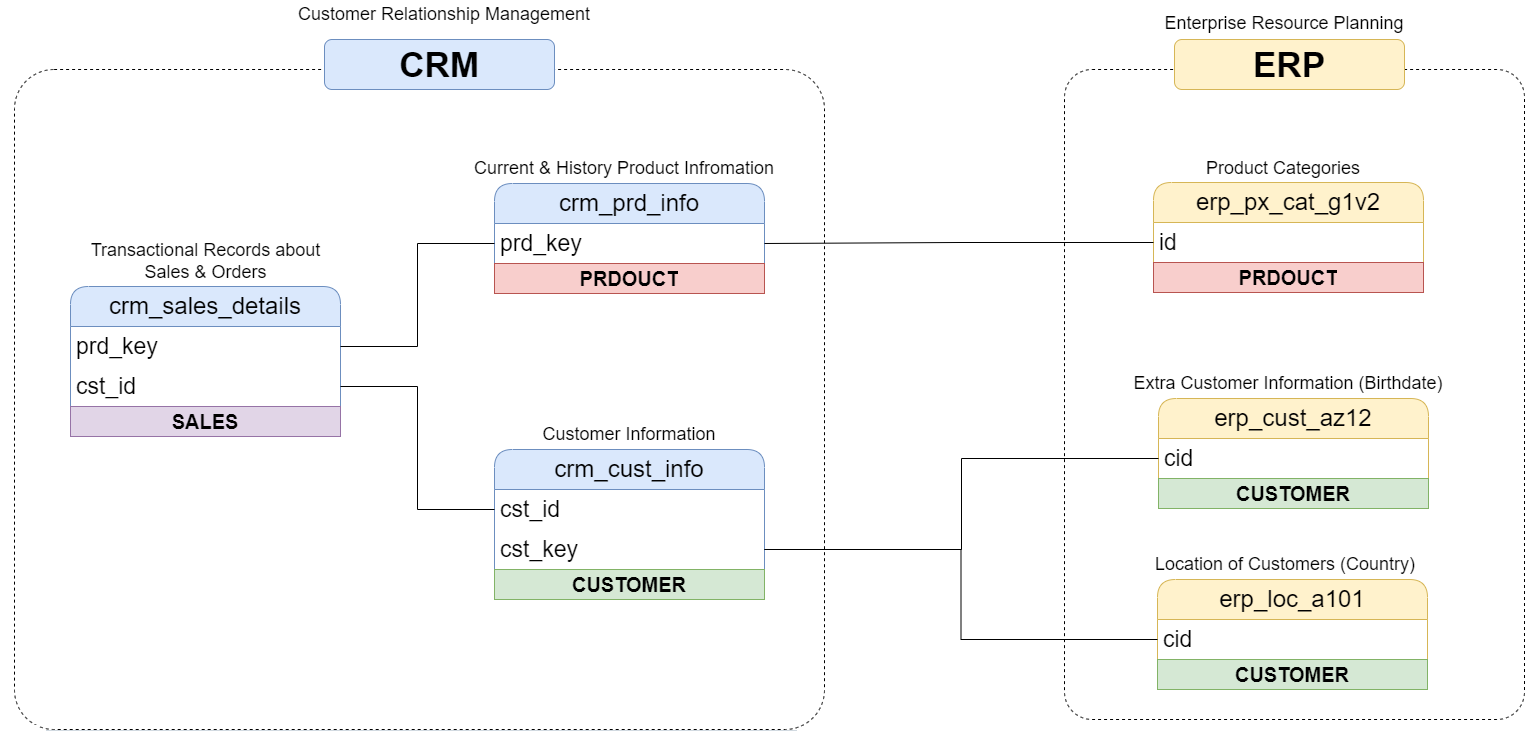 Customer Relationship Management
CRM
Enterprise Resource Planning
ERP
Current & History Product Infromation
crm_prd_info
prd_key
PRDOUCT
Product Categories
erp_px_cat_g1v2
id
PRDOUCT
Transactional Records about
Sales & Orders
crm_sales_details
prd_key
cst_id
SALES
Customer Information
crm_cust_info
cst_id
cst_key
CUSTOMER
Extra Customer Information (Birthdate)
erp_cust_az12
cid
CUSTOMER
Location of Customers (Country)
erp_loc_a101
cid
CUSTOMER